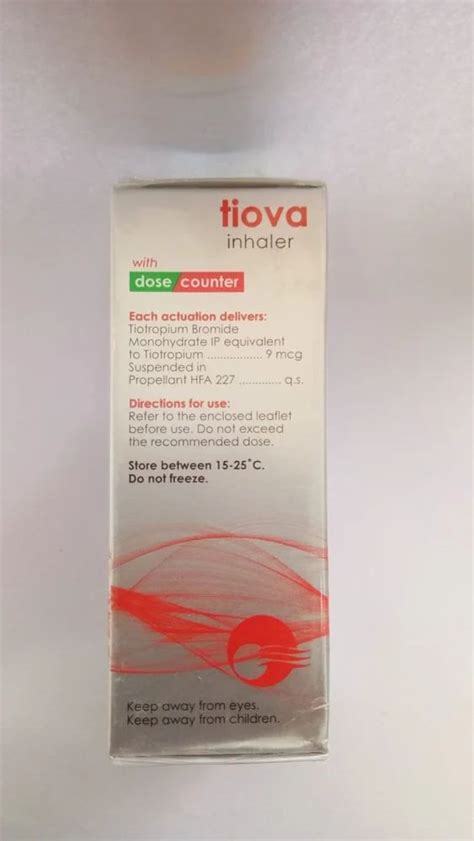 tiova
inhaler
with
dose/counter
Each actuation delivers:
Tiotropium Bromide
Monohydrate IP equivalent
to Tiotropium ................. 9 mcg
Suspended in
Propellant HFA 227 ............. q.s.
Directions for use:
Refer to the enclosed leaflet
before use. Do not exceed
the recommended dose.
Store between 15-25˚C.
Do not freeze.
Keep away from eyes.
Keep away from children.